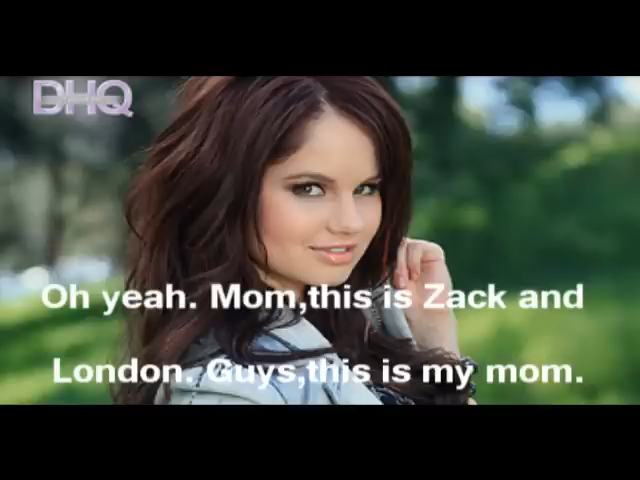 DHQ
Oh yeah. Mom,this is Zack and
London. Guys,this is my mom.